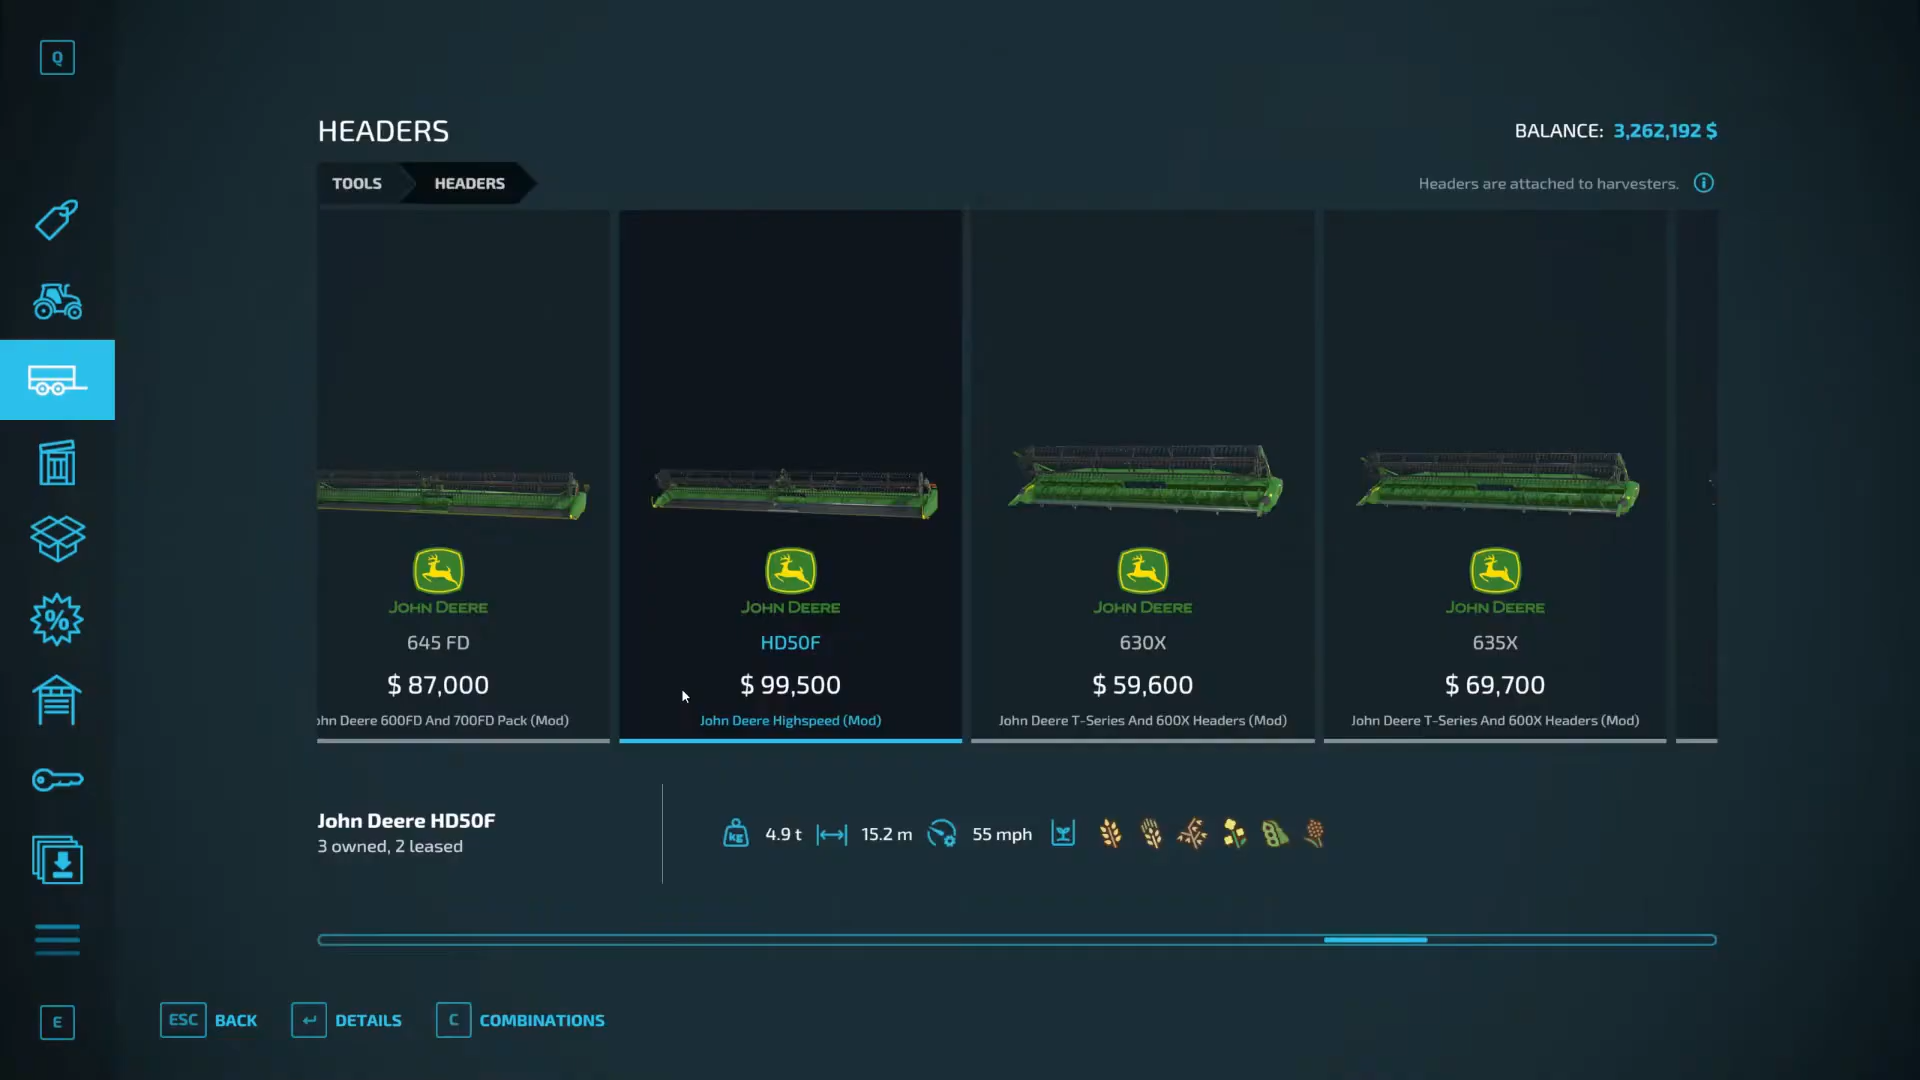 Q
HEADERS
BALANCE: 3,262,192 $
TOOLS
HEADERS
Headers are attached to harvesters.
JOHN DEERE
645 FD
$ 87,000
ohn Deere 600FD And 700FD Pack (Mod)
JOHN DEERE
HD50F
$ 99,500
John Deere Highspeed (Mod)
JOHN DEERE
630X
$ 59,600
John Deere T-Series And 600X Headers (Mod)
JOHN DEERE
635X
$ 69,700
John Deere T-Series And 600X Headers (Mod)
John Deere HD50F
3 owned, 2 leased
kg 4.9 t 15.2 m 55 mph
E
ESC BACK
DETAILS
C COMBINATIONS